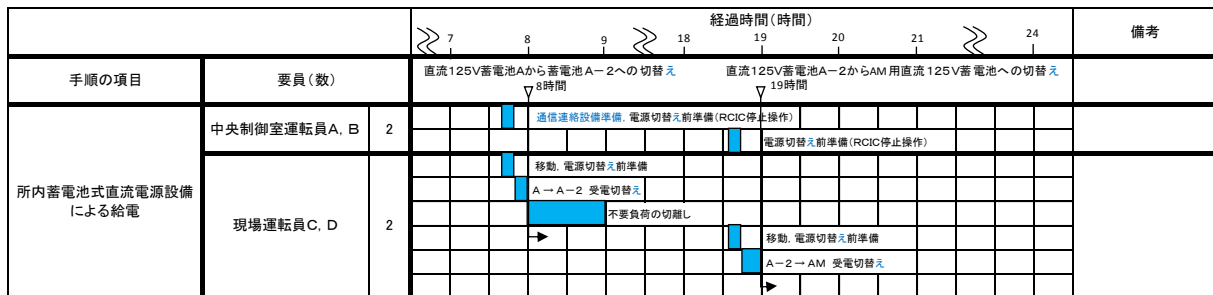 経過時間(時間)
備考
7 8 9 18 19 20 21 24
手順の項目
要員(数)
直流125V蓄電池Aから蓄電池A-2への切替え
8時間
直流125V蓄電池A-2からAM用直流125V蓄電池への切替え
19時間
所内蓄電池式直流電源設備
による給電
中央制御室運転員A, B
2
通信連絡設備準備, 電源切替え前準備(RCIC停止操作)
電源切替え前準備(RCIC停止操作)
現場運転員C, D
2
移動, 電源切替え前準備
A→A-2 受電切替え
不要負荷の切離し
移動, 電源切替え前準備
A-2→AM 受電切替え